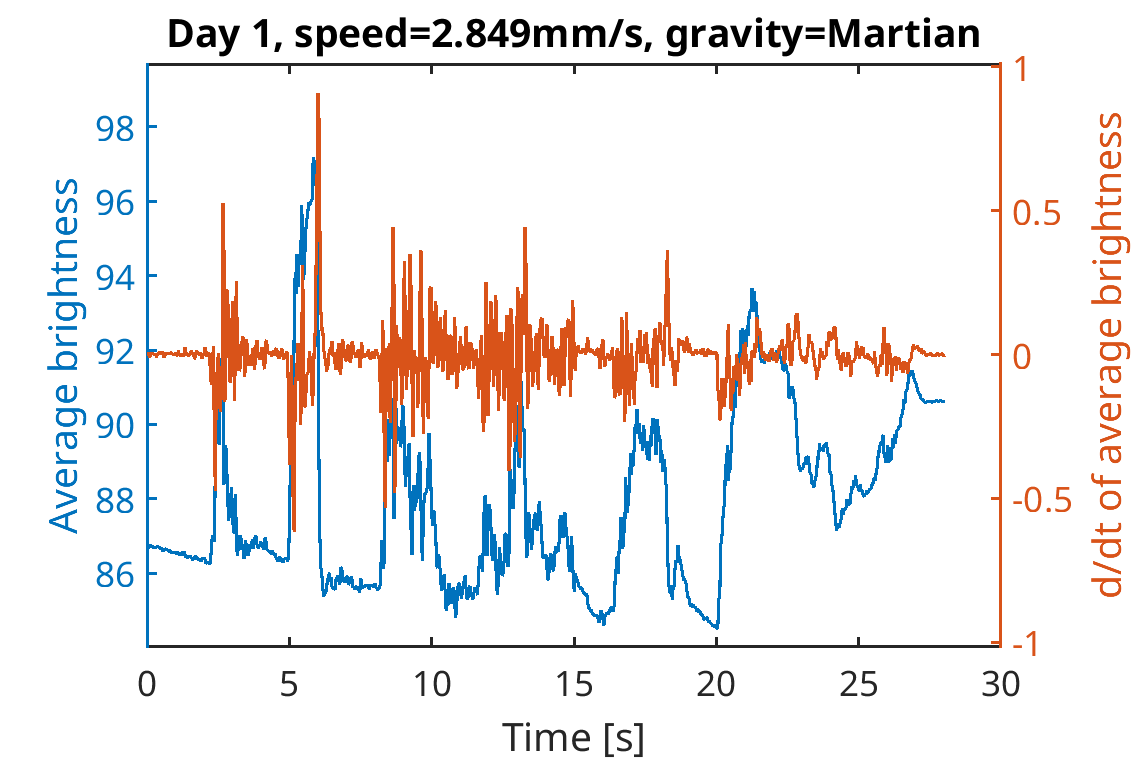 Day 1, speed=2.849mm/s, gravity=Martian
Average brightness
98
96
94
92
90
88
86
1
0.5
0
-0.5
-1
d/dt of average brightness
0 5 10 15 20 25 30
Time [s]